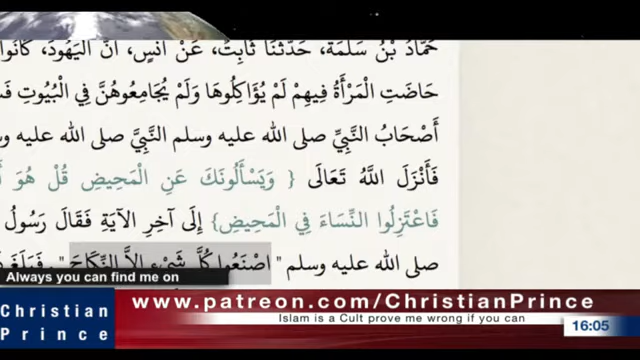 حَمَّادُ بْنُ سَلَمَةَ، حَدَّثَنَا ثَابِتٌ، عَنْ أَنَسٍ، أَنَّ الْيَهُودَ، كَانُوا
حَاضَتِ الْمَرْأَةُ فِيهِمْ لَمْ يُؤَاكِلُوهَا وَلَمْ يُجَامِعُوهُنَّ فِي الْبُيُوتِ
أَصْحَابُ النَّبِيِّ صلى الله عليه وسلم النَّبِيَّ صلى الله عليه
فَأَنْزَلَ اللَّهُ تَعَالَى { وَيَسْأَلُونَكَ عَنِ الْمَحِيضِ قُلْ هُوَ
فَاعْتَزِلُوا النِّسَاءَ فِي الْمَحِيضِ} إِلَى آخِرِ الآيَةِ فَقَالَ رَسُولُ
صلى الله عليه وسلم " اصْنَعُوا كُلَّ شَىْءٍ إِلاَّ النِّكَاحَ " .
Always you can find me on
Christian
Prince
www.patreon.com/ChristianPrince
Islam is a Cult prove me wrong if you can
16:05